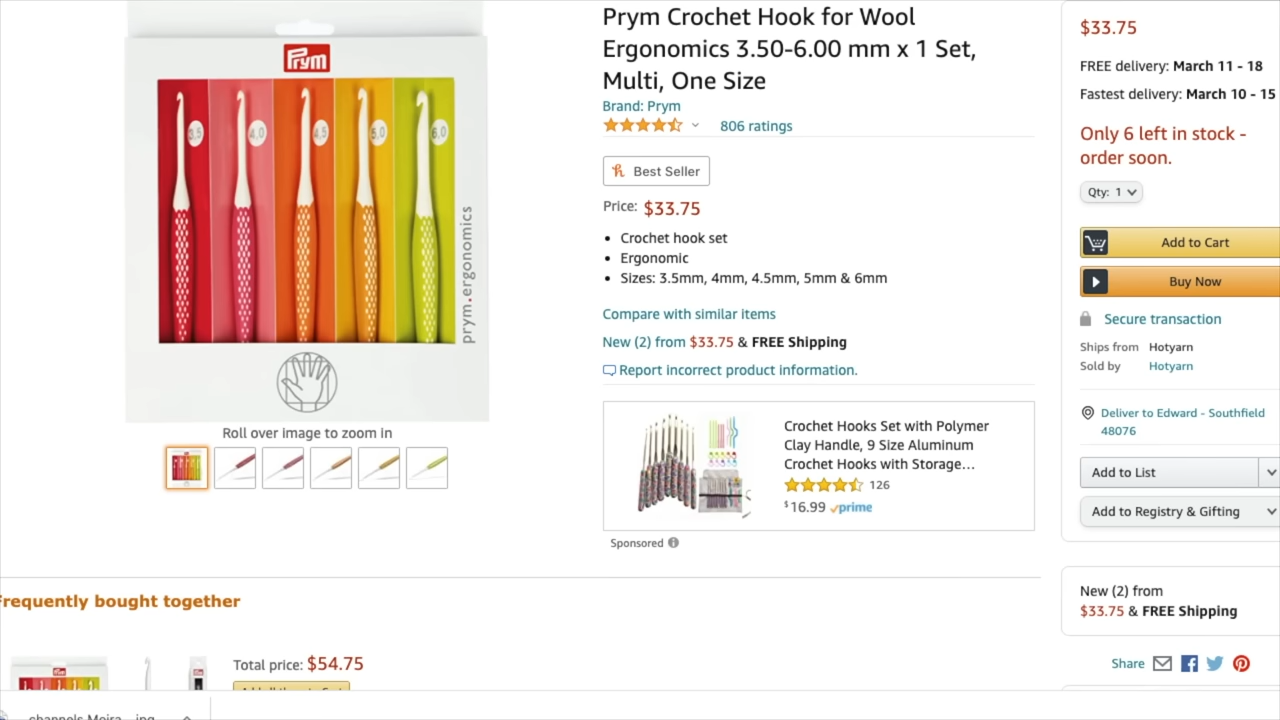 Prym
3.5
4.0
4.5
5.0
6.0
prym.ergonomics
Roll over image to zoom in
Prym Crochet Hook for Wool
Ergonomics 3.50-6.00 mm x 1 Set,
Multi, One Size
Brand: Prym
806 ratings
Best Seller
Price: $33.75
Crochet hook set
Ergonomic
Sizes: 3.5mm, 4mm, 4.5mm, 5mm & 6mm
Compare with similar items
New (2) from $33.75 & FREE Shipping
Report incorrect product information.
Crochet Hooks Set with Polymer
Clay Handle, 9 Size Aluminum
Crochet Hooks with Storage...
126
$16.99 prime
Sponsored
$33.75
FREE delivery: March 11 - 18
Fastest delivery: March 10 - 15
Only 6 left in stock -
order soon.
Qty: 1
Add to Cart
Buy Now
Secure transaction
Ships from Hotyarn
Sold by Hotyarn
Deliver to Edward - Southfield
48076
Add to List
Add to Registry & Gifting
New (2) from
$33.75 & FREE Shipping
Share
Frequently bought together
Prym
Total price: $54.75